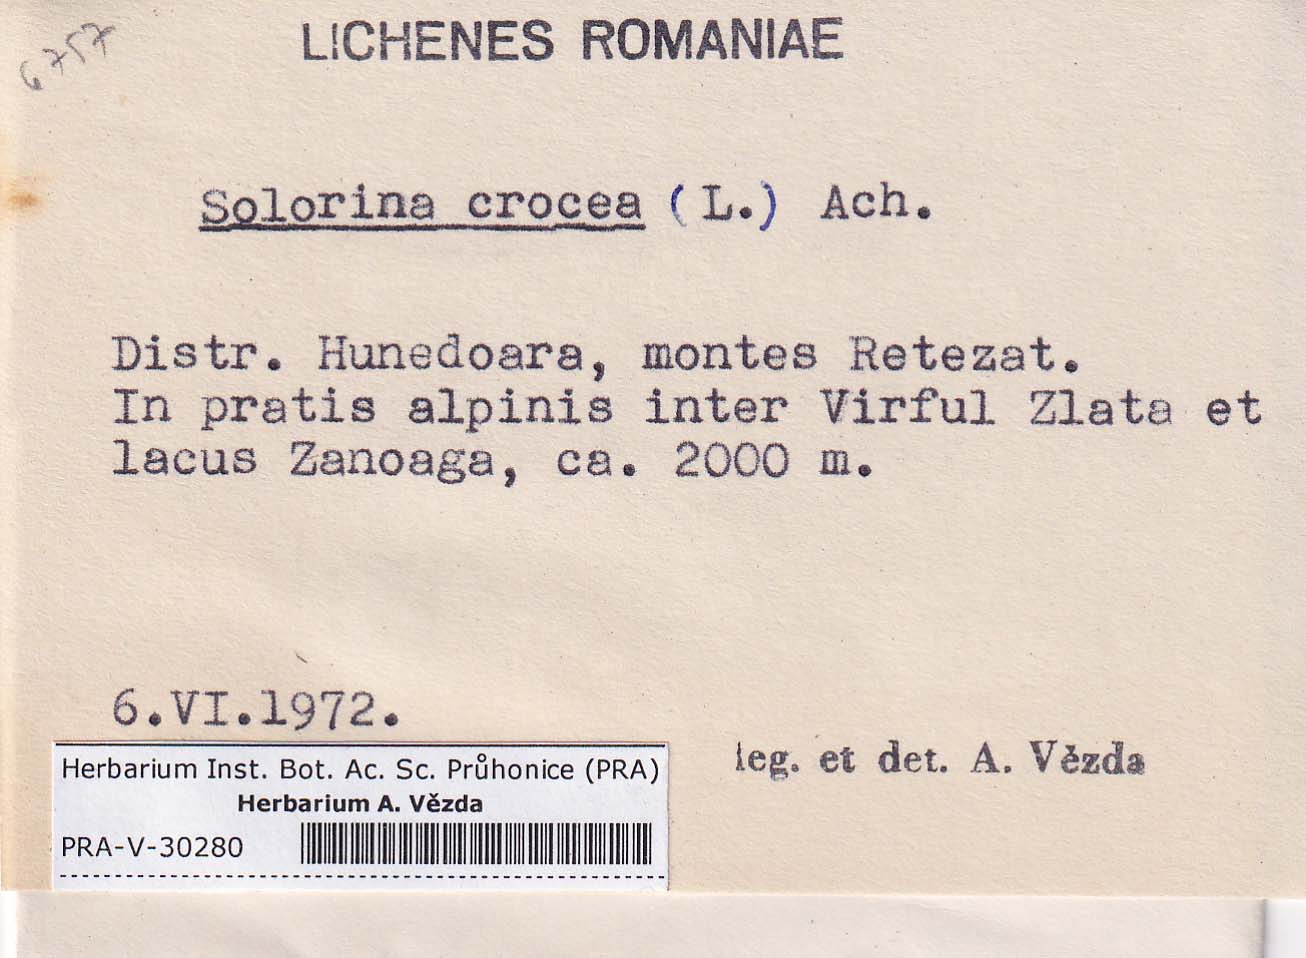 6757
LICHENES ROMANIAE
Solorina crocea (L.) Ach.
Distr. Hunedoara, montes Retezat.
In pratis alpinis inter Virful Zlata et
lacus Zanoaga, ca. 2000 m.
6.VI.1972.
leg. et det. A. Vězda
Herbarium Inst. Bot. Ac. Sc. Průhonice (PRA)
Herbarium A. Vězda
PRA-V-30280